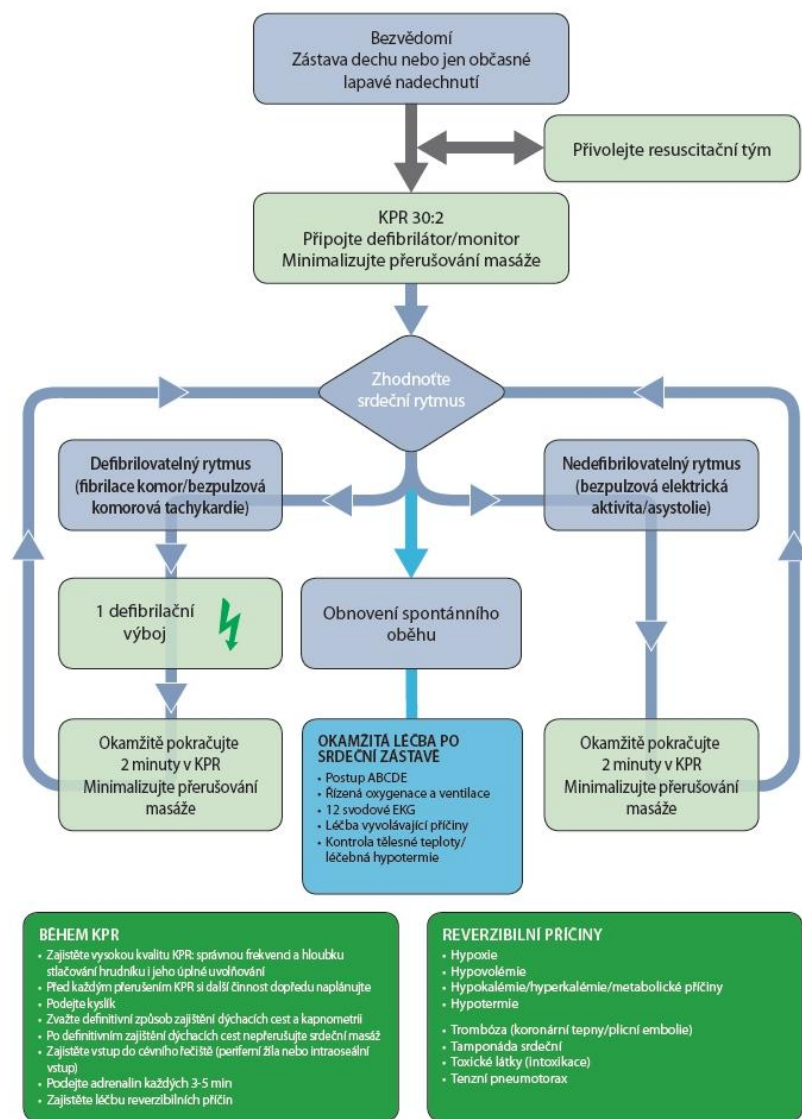 Bezvědomí
Zástava dechu nebo jen občasné
lapavé nadechnutí
Přivolejte resuscitační tým
KPR 30:2
Připojte defibrilátor/monitor
Minimalizujte přerušování masáže
Zhodnoťte
srdeční rytmus
Defibrilovatelný rytmus
(fibrilace komor/bezpulzová
komorová tachykardie)
Nedefibrilovatelný rytmus
(bezpulzová elektrická
aktivita/asystolie)
1 defibrilační
výboj
Obnovení spontánního
oběhu
Okamžitě pokračujte
2 minuty v KPR
Minimalizujte přerušování
masáže
OKAMŽITÁ LÉČBA PO
SRDEČNÍ ZÁSTAVĚ
• Postup ABCDE
• Řízená oxygenace a ventilace
• 12 svodové EKG
• Léčba vyvolávající příčiny
• Kontrola tělesné teploty/
léčebná hypotermie
Okamžitě pokračujte
2 minuty v KPR
Minimalizujte přerušování
masáže
BĚHEM KPR
• Zajistěte vysokou kvalitu KPR: správnou frekvenci a hloubku
stlačování hrudníku i jeho úplné uvolňování
• Před každým přerušením KPR si další činnost dopředu naplánujte
• Podejte kyslík
• Zvažte definitivní způsob zajištění dýchacích cest a kapnometrii
• Po definitivním zajištění dýchacích cest nepřerušujte srdeční masáž
• Zajistěte vstup do cévního řečiště (periferní žíla nebo intraoseální
vstup)
• Podejte adrenalin každých 3-5 min
• Zajistěte léčbu reverzibilních příčin
REVERZIBILNÍ PŘÍČINY
• Hypoxie
• Hypovolémie
• Hypokalémie/hyperkalémie/metabolické příčiny
• Hypotermie
• Trombóza (koronární tepny/plicní embolie)
• Tamponáda srdeční
• Toxické látky (intoxikace)
• Tenzní pneumotorax